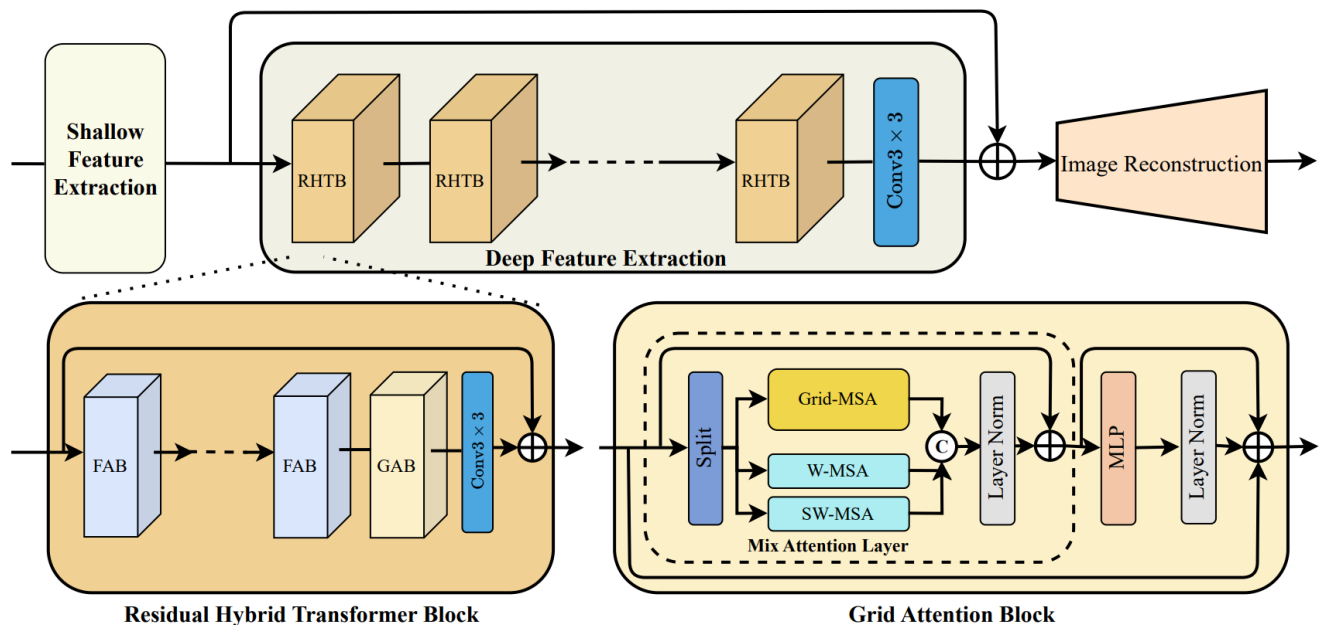 Shallow
Feature
Extraction
RHTB
RHTB
RHTB
Conv3 × 3
Image Reconstruction
Deep Feature Extraction
FAB
FAB
GAB
Conv3 × 3
Residual Hybrid Transformer Block
Split
Grid-MSA
W-MSA
SW-MSA
C
Layer Norm
Mix Attention Layer
MLP
Layer Norm
Grid Attention Block